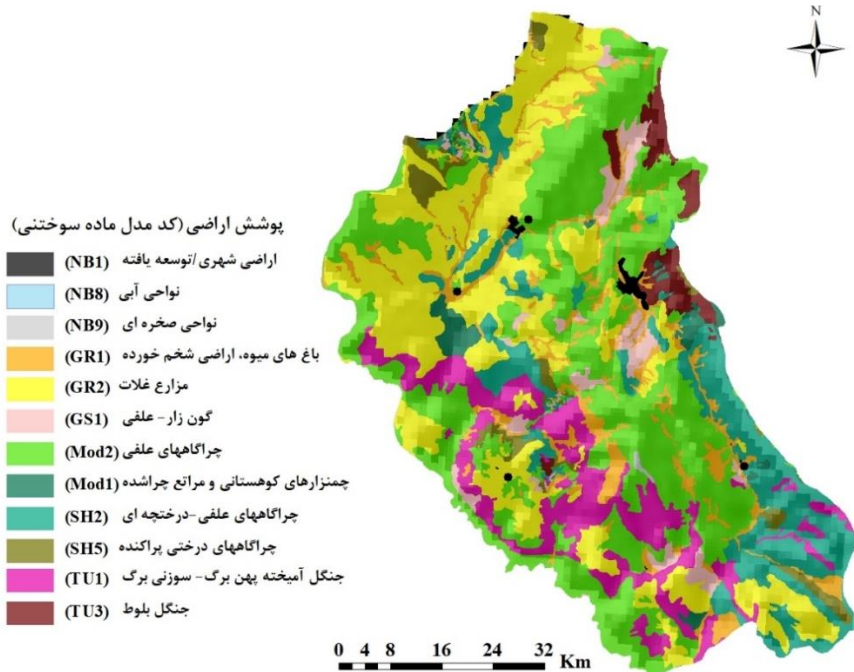 N
پوشش اراضی (کد مدل ماده سوختنی)
اراضی شهری/توسعه یافته (NB1)
نواحی آبی (NB8)
نواحی صخره ای (NB9)
باغ های میوه، اراضی شخم خورده (GR1)
مزارع غلات (GR2)
گون زار- علفی (GS1)
چراگاههای علفی (Mod2)
چمنزارهای کوهستانی و مراتع چراشده (Mod1)
چراگاههای علفی-درختچه ای (SH2)
چراگاههای درختی پراکنده (SH5)
جنگل آمیخته پهن برگ- سوزنی برگ (TU1)
جنگل بلوط (TU3)
0 4 8 16 24 32 Km